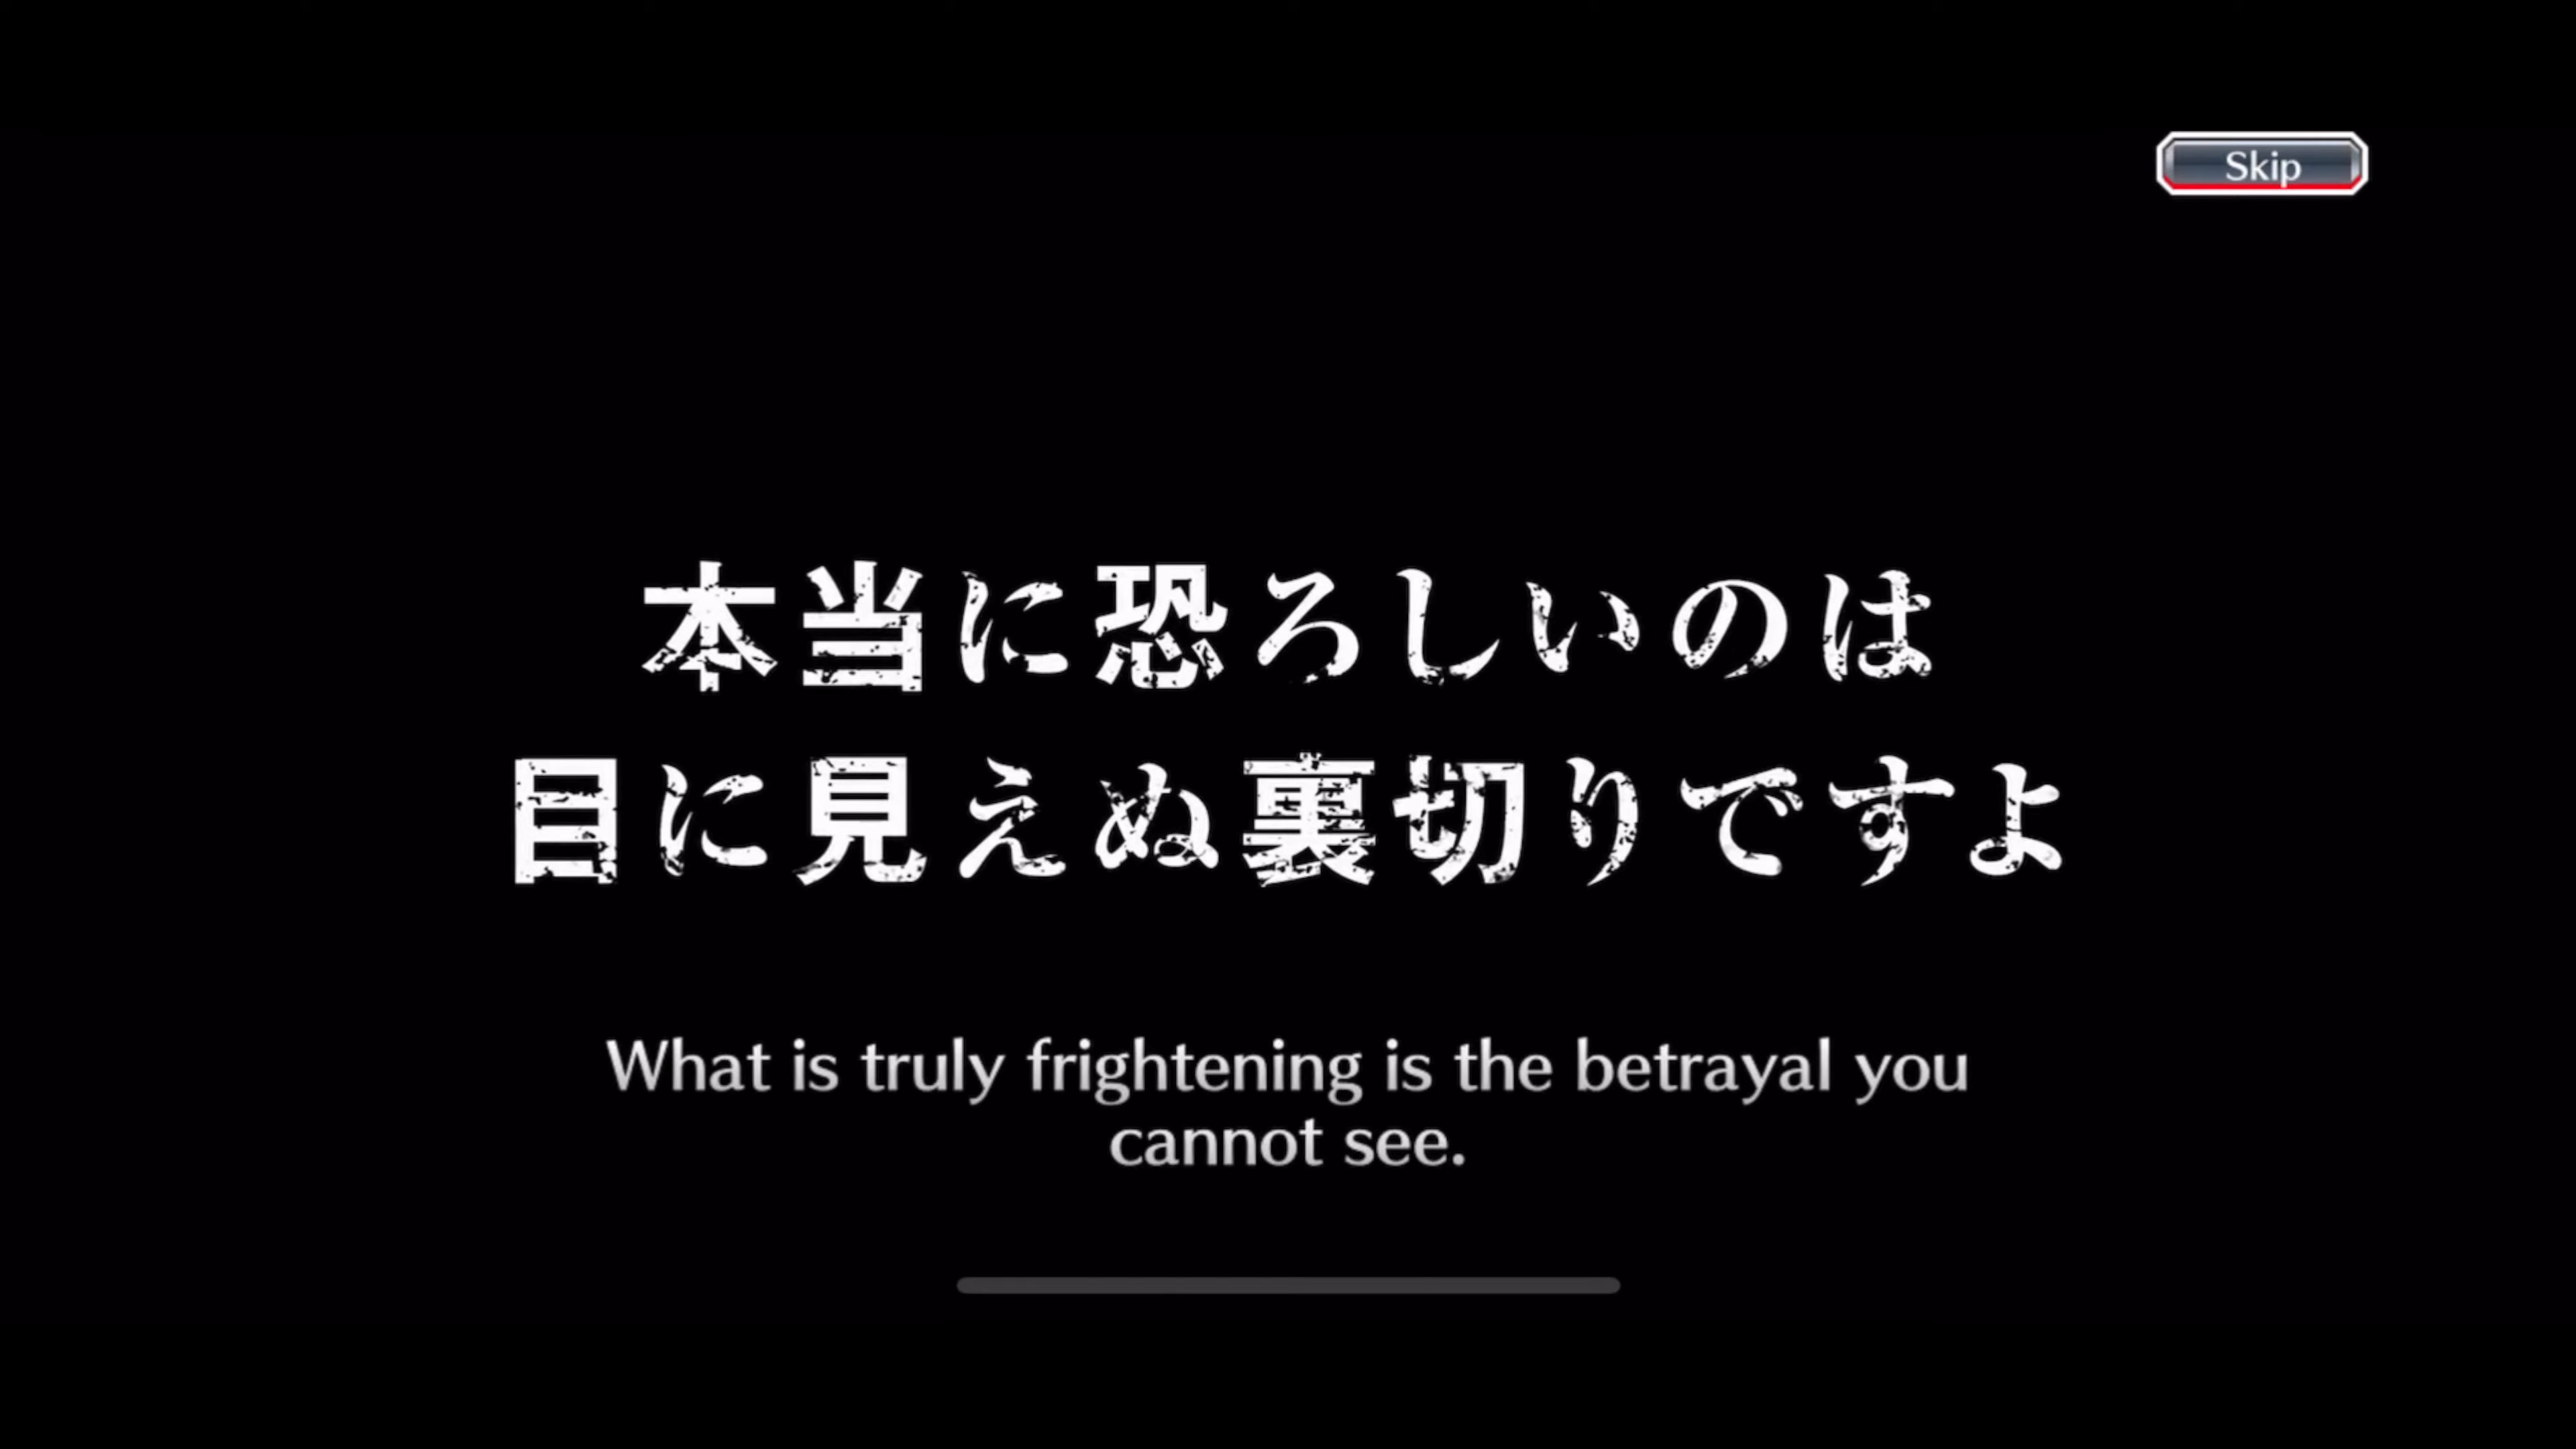 Skip
本当に恐ろしいのは
目に見えぬ裏切りですよ
What is truly frightening is the betrayal you
cannot see.